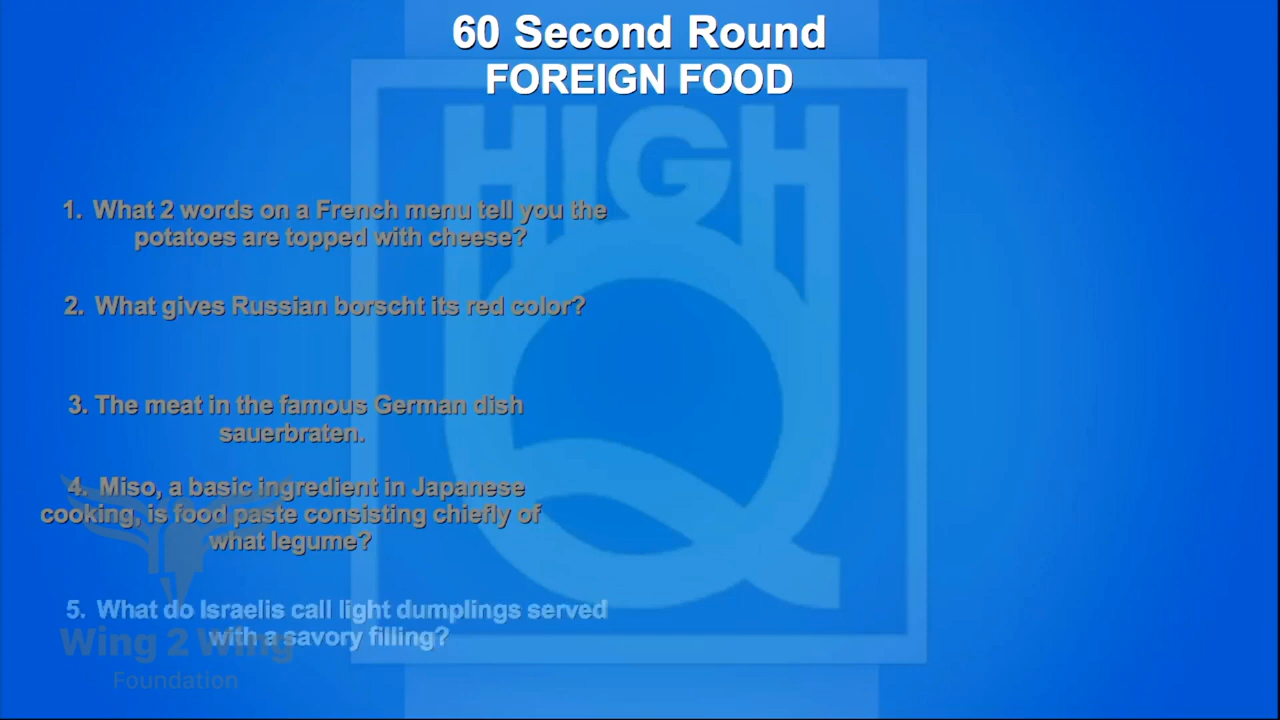 60 Second Round
FOREIGN FOOD
HIGH
Q
1. What 2 words on a French menu tell you the
potatoes are topped with cheese?
2. What gives Russian borscht its red color?
3. The meat in the famous German dish
sauerbraten.
4. Miso, a basic ingredient in Japanese
cooking, is food paste consisting chiefly of
what legume?
5. What do Israelis call light dumplings served
with a savory filling?
Wing 2 Wing
Foundation